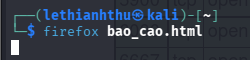 ┌──(lethianhthu㉿kali)-[~]
└─$ firefox bao_cao.html